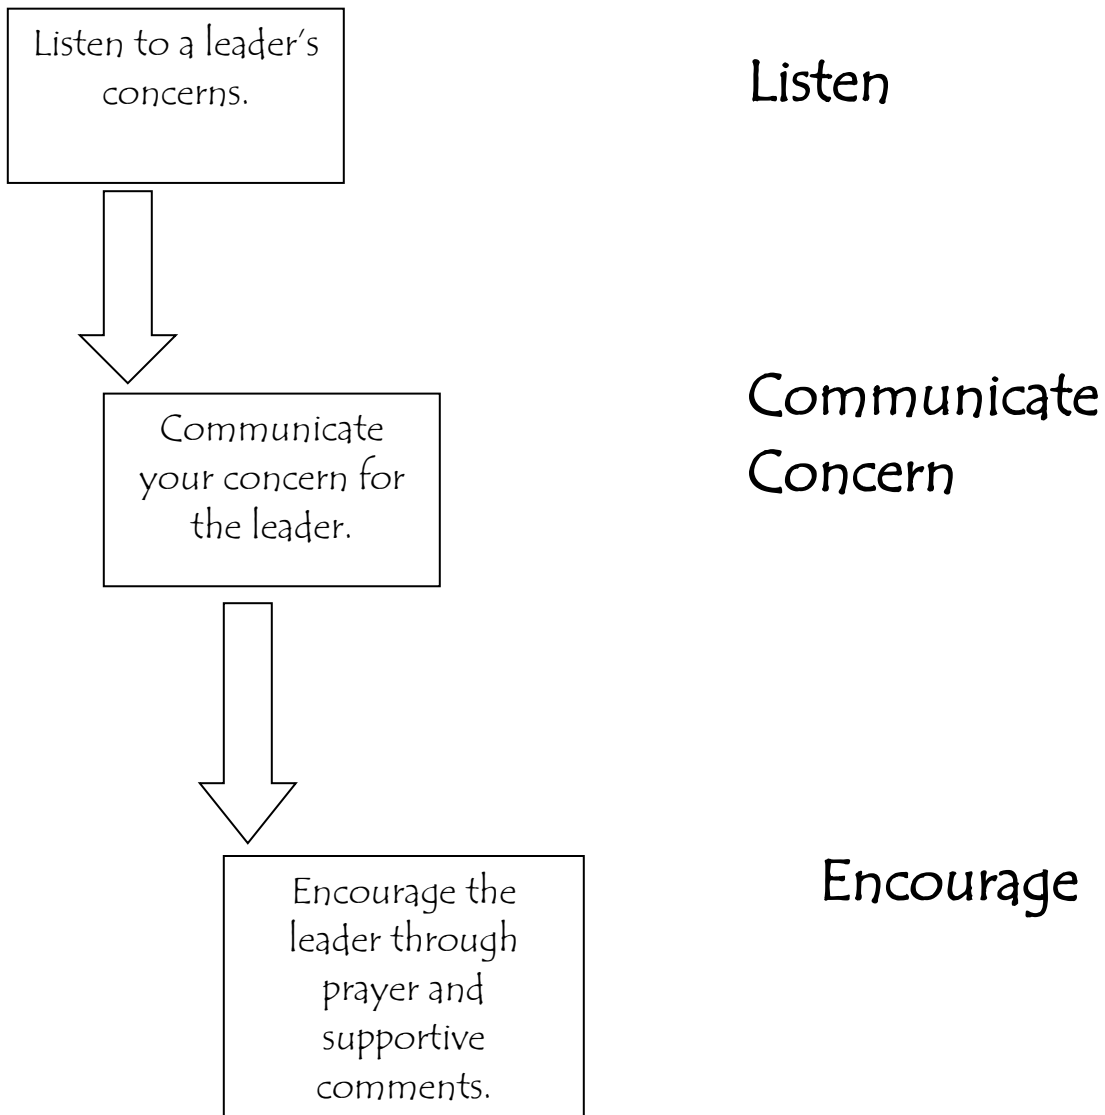 Listen to a leader’s
concerns.
Listen
Communicate
your concern for
the leader.
Communicate
Concern
Encourage the
leader through
prayer and
supportive
comments.
Encourage